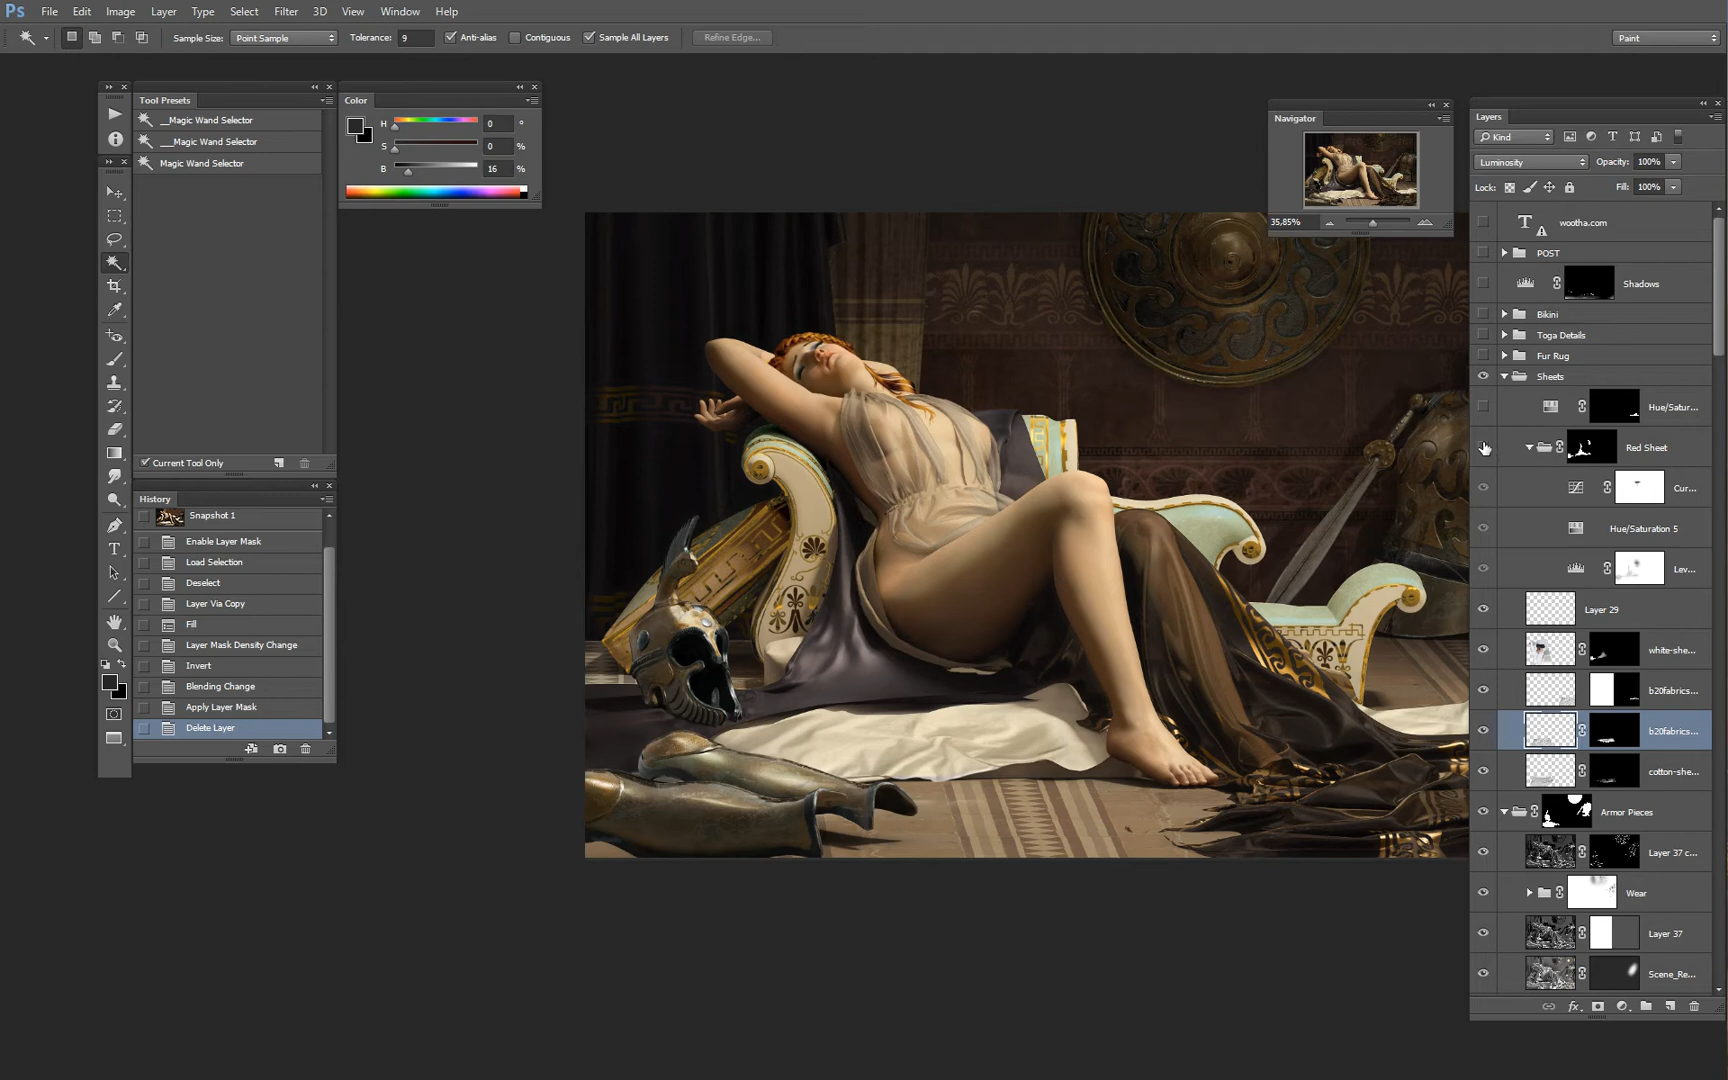 Ps File Edit Image Layer Type Select Filter 3D View Window Help
Sample Size: Point Sample Tolerance: 9 Anti-alias Contiguous Sample All Layers Refine Edge... Paint
Tool Presets
__Magic Wand Selector
___Magic Wand Selector
Magic Wand Selector
Current Tool Only
History
Snapshot 1
Enable Layer Mask
Load Selection
Deselect
Layer Via Copy
Fill
Layer Mask Density Change
Invert
Blending Change
Apply Layer Mask
Delete Layer
Color
H 0 °
S 0 %
B 16 %
Navigator
35,85%
Layers
Kind
Luminosity Opacity: 100%
Lock: Fill: 100%
wootha.com
POST
Shadows
Bikini
Toga Details
Fur Rug
Sheets
Hue/Satur...
Red Sheet
Cur...
Hue/Saturation 5
Lev...
Layer 29
white-she...
b20fabrics...
b20fabrics...
cotton-she...
Armor Pieces
Layer 37 c...
Wear
Layer 37
Scene_Re...